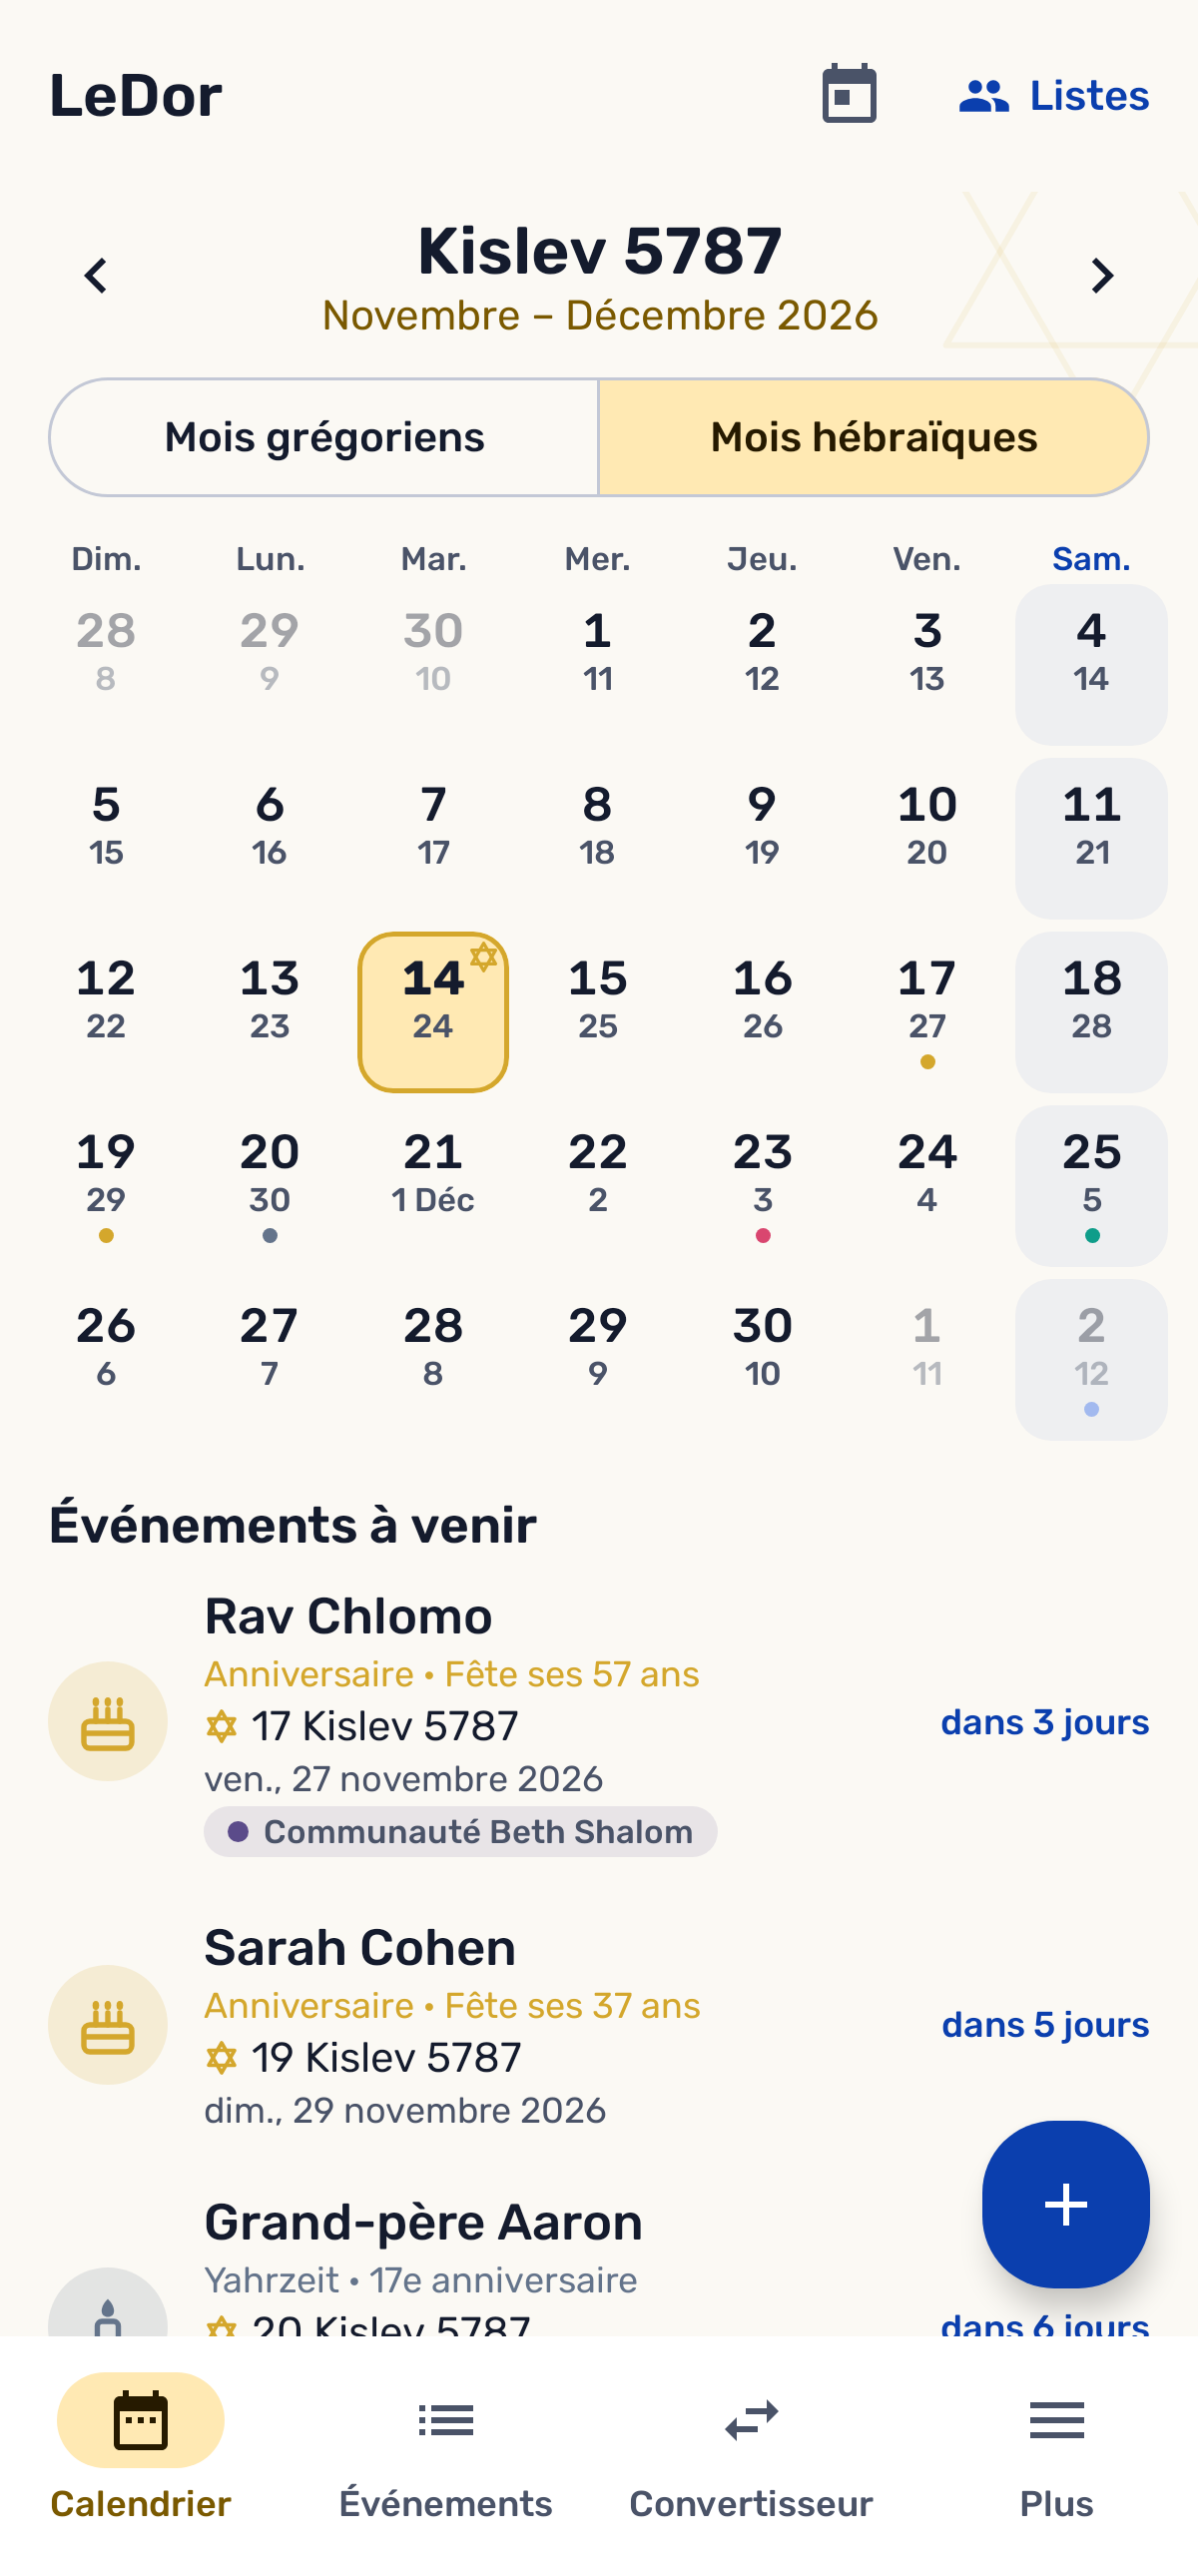 LeDor
Listes
Kislev 5787
Novembre – Décembre 2026
Mois grégoriens Mois hébraïques
Dim. Lun. Mar. Mer. Jeu. Ven. Sam.
28 29 30 1 2 3 4
8 9 10 11 12 13 14
5 6 7 8 9 10 11
15 16 17 18 19 20 21
12 13 14 15 16 17 18
22 23 24 25 26 27 28
19 20 21 22 23 24 25
29 30 1 Déc 2 3 4 5
26 27 28 29 30 1 2
6 7 8 9 10 11 12
Événements à venir
Rav Chlomo
Anniversaire • Fête ses 57 ans
17 Kislev 5787
dans 3 jours
ven., 27 novembre 2026
Communauté Beth Shalom
Sarah Cohen
Anniversaire • Fête ses 37 ans
dans 5 jours
19 Kislev 5787
dim., 29 novembre 2026
Grand-père Aaron
Yahrzeit • 17e anniversaire
20 Kislev 5787
dans 6 jours
Calendrier Événements Convertisseur Plus